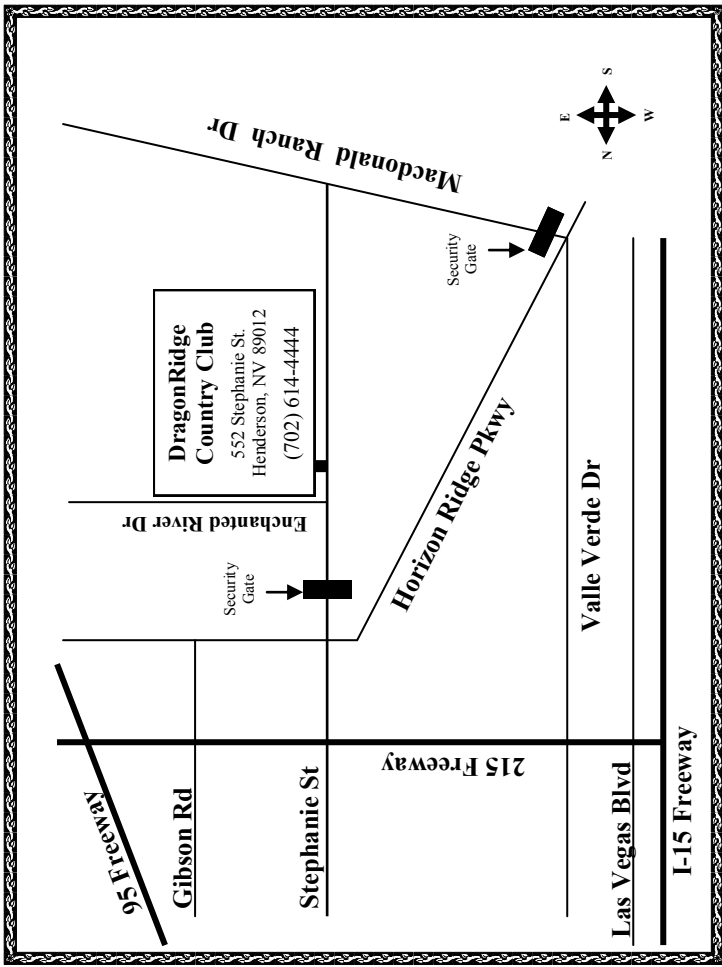 DragonRidge
Country Club
552 Stephanie St.
Henderson, NV 89012
(702) 614-4444
Macdonald Ranch Dr
E
S
N
W
Security
Gate
Enchanted River Dr
Security
Gate
Horizon Ridge Pkwy
Valle Verde Dr
95 Freeway
Gibson Rd
Stephanie St
215 Freeway
Las Vegas Blvd
I-15 Freeway